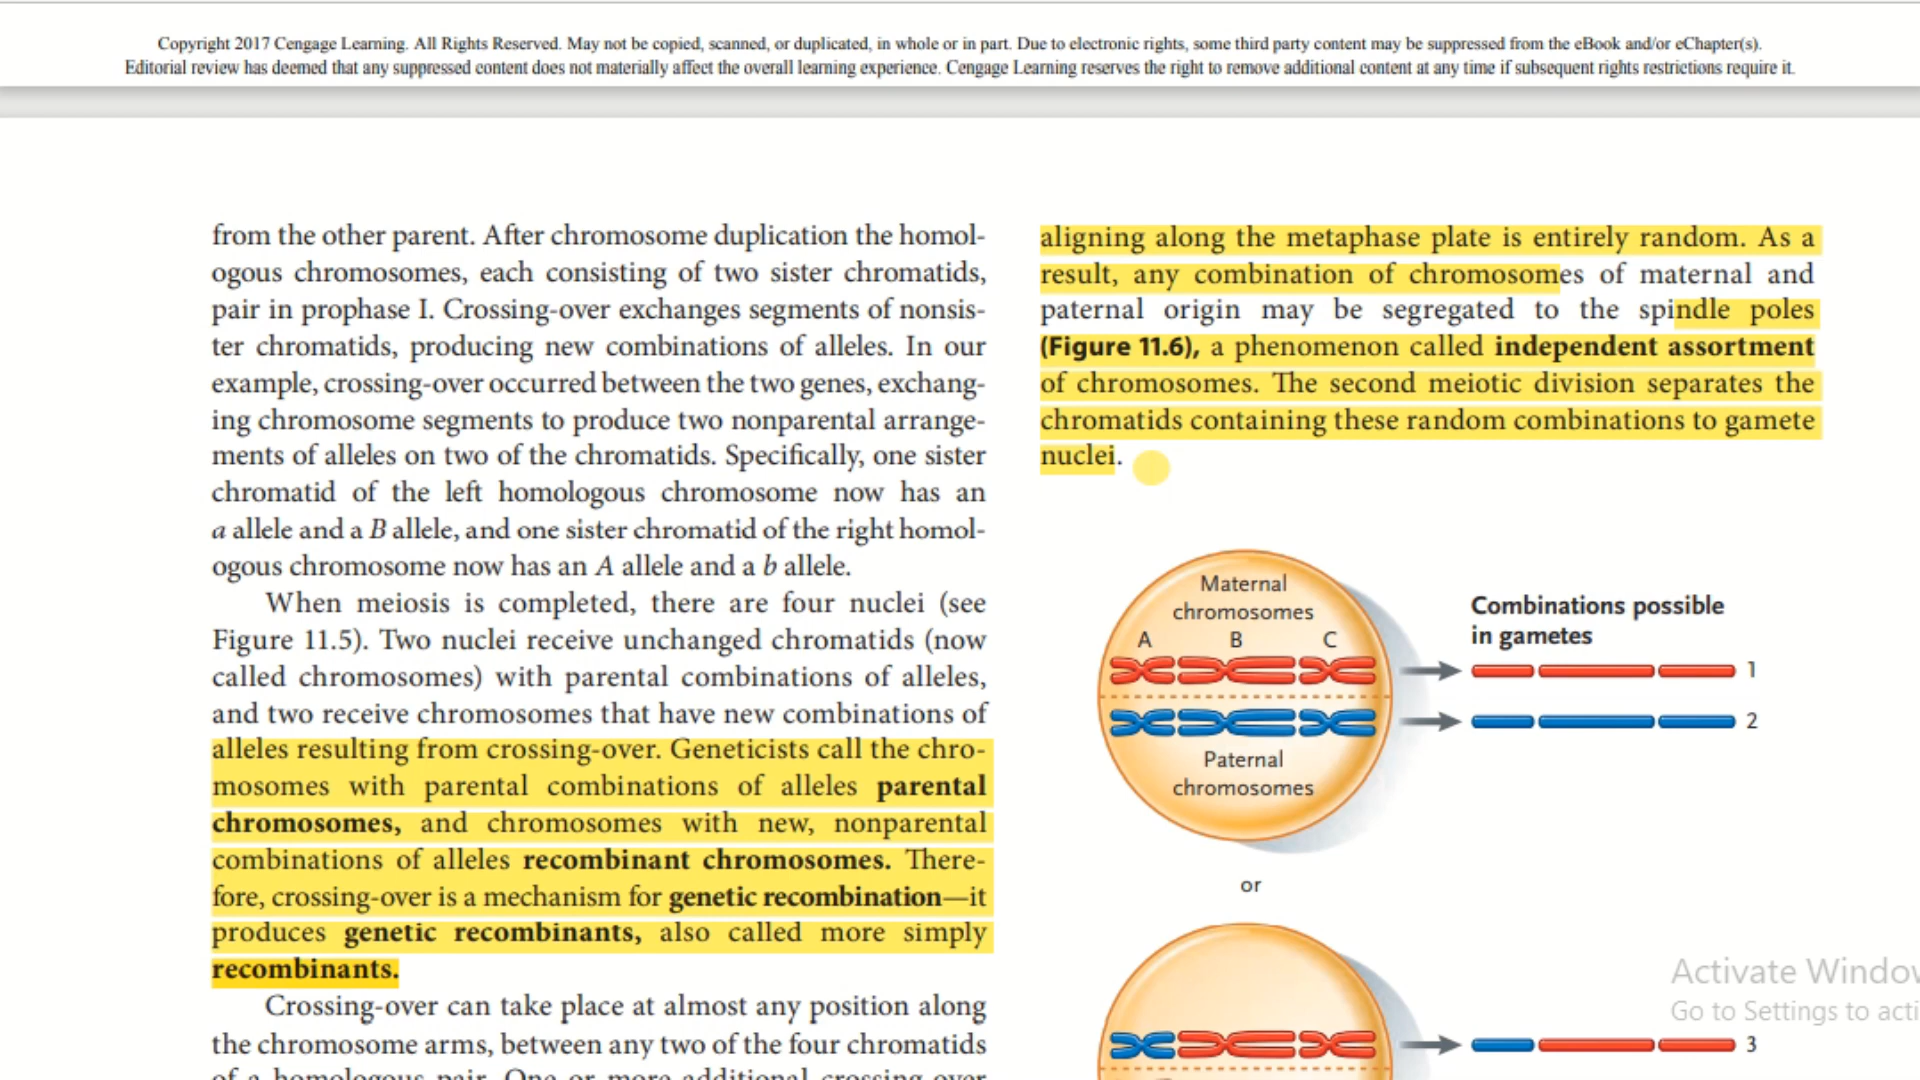 Copyright 2017 Cengage Learning. All Rights Reserved. May not be copied, scanned, or duplicated, in whole or in part. Due to electronic rights, some third party content may be suppressed from the eBook and/or eChapter(s).
Editorial review has deemed that any suppressed content does not materially affect the overall learning experience. Cengage Learning reserves the right to remove additional content at any time if subsequent rights restrictions require it.
from the other parent. After chromosome duplication the homol-
ogous chromosomes, each consisting of two sister chromatids,
pair in prophase I. Crossing-over exchanges segments of nonsis-
ter chromatids, producing new combinations of alleles. In our
example, crossing-over occurred between the two genes, exchang-
ing chromosome segments to produce two nonparental arrange-
ments of alleles on two of the chromatids. Specifically, one sister
chromatid of the left homologous chromosome now has an
a allele and a B allele, and one sister chromatid of the right homol-
ogous chromosome now has an A allele and a b allele.
When meiosis is completed, there are four nuclei (see
Figure 11.5). Two nuclei receive unchanged chromatids (now
called chromosomes) with parental combinations of alleles,
and two receive chromosomes that have new combinations of
alleles resulting from crossing-over. Geneticists call the chro-
mosomes with parental combinations of alleles parental
chromosomes, and chromosomes with new, nonparental
combinations of alleles recombinant chromosomes. There-
fore, crossing-over is a mechanism for genetic recombination—it
produces genetic recombinants, also called more simply
recombinants.
Crossing-over can take place at almost any position along
the chromosome arms, between any two of the four chromatids
of a homologous pair. One or more additional crossing-over
aligning along the metaphase plate is entirely random. As a
result, any combination of chromosomes of maternal and
paternal origin may be segregated to the spindle poles
(Figure 11.6), a phenomenon called independent assortment
of chromosomes. The second meiotic division separates the
chromatids containing these random combinations to gamete
nuclei.
Maternal
chromosomes
A B C
Paternal
chromosomes
Combinations possible
in gametes
1
2
or
3
Activate Window
Go to Settings to acti